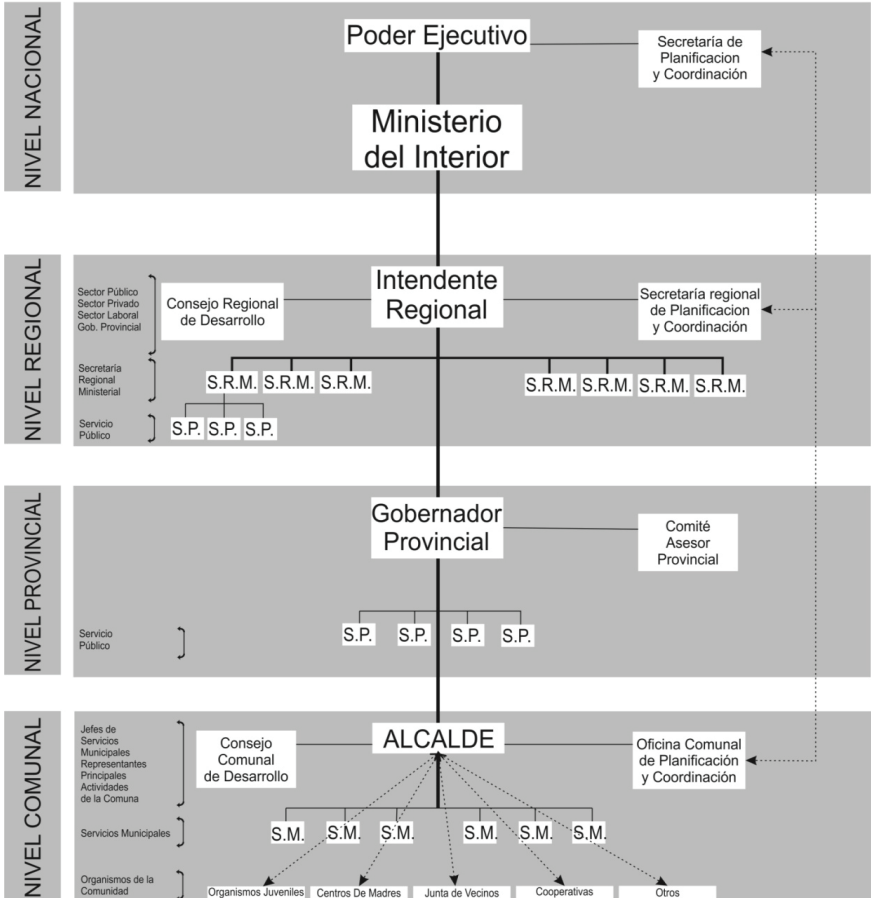 NIVEL NACIONAL
Poder Ejecutivo
Secretaría de
Planificacion
y Coordinación
Ministerio
del Interior
NIVEL REGIONAL
Sector Público
Sector Privado
Sector Laboral
Gob. Provincial
Consejo Regional
de Desarrollo
Intendente
Regional
Secretaría regional
de Planificacion
y Coordinación
Secretaría
Regional
Ministerial
S.R.M. S.R.M. S.R.M. S.R.M. S.R.M. S.R.M. S.R.M.
Servicio
Público
S.P. S.P. S.P.
NIVEL PROVINCIAL
Gobernador
Provincial
Comité
Asesor
Provincial
Servicio
Público
S.P. S.P. S.P. S.P.
NIVEL COMUNAL
Jefes de
Servicios
Municipales
Representantes
Principales
Actividades
de la Comuna
Consejo
Comunal
de Desarrollo
ALCALDE
Oficina Comunal
de Planificación
y Coordinación
Servicios Municipales
S.M. S.M. S.M. S.M. S.M. S.M.
Organismos de la
Comunidad
Organismos Juveniles Centros De Madres Junta de Vecinos Cooperativas Otros